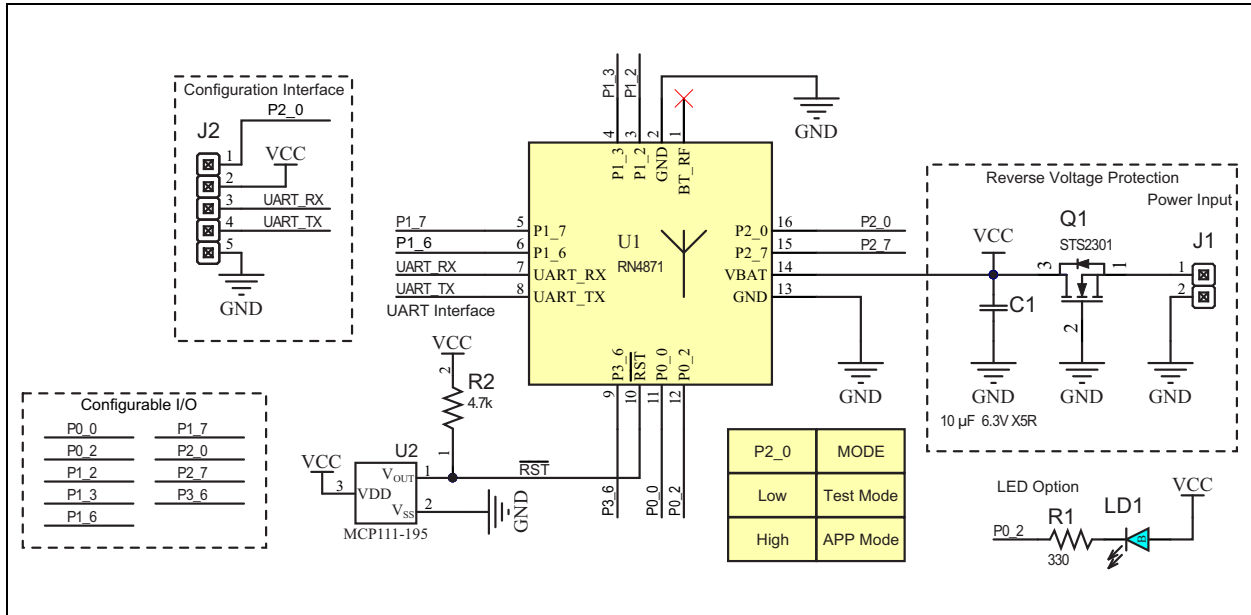 Configuration Interface
J2
P2_0
1
VCC
2
3
UART_RX
4
UART_TX
5
GND
P1_3
P1_2
4
3
2
1
P1_3
P1_2
GND
BT_RF
GND
P1_7
5
P1_7
P1_6
6
P1_6
UART_RX
7
UART_RX
UART_TX
8
UART_TX
UART Interface
U1
RN4871
P2_0
16
P2_0
P2_7
15
P2_7
VBAT
14
GND
13
GND
P3_6
RST
P0_0
P0_2
9
10
11
12
P3_6
P0_0
P0_2
Reverse Voltage Protection
Power Input
Q1
STS2301
J1
VCC
3
1
2
1
2
C1
GND
GND
GND
10 µF 6.3V X5R
VCC
2
R2
4.7k
1
U2
VCC
3
VDD
VOUT
1
VSS
2
MCP111-195
GND
RST
Configurable I/O
P0_0
P1_7
P0_2
P2_0
P1_2
P2_7
P1_3
P3_6
P1_6
P2_0
MODE
Low
Test Mode
High
APP Mode
LED Option
VCC
P0_2
R1
330
LD1
B